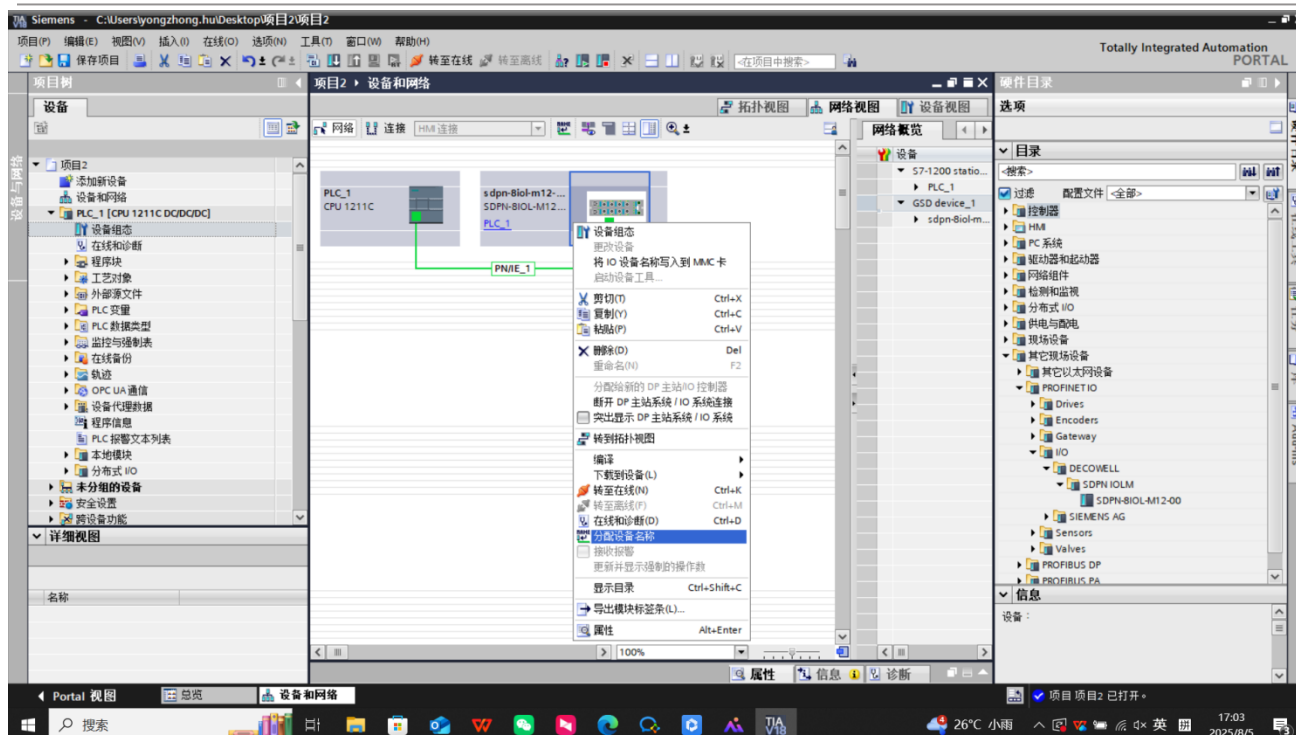 Siemens - C:\Users\yongzhong.hu\Desktop\项目2\项目2
项目(P) 编辑(E) 视图(V) 插入(I) 在线(O) 选项(N) 工具(T) 窗口(W) 帮助(H)
Totally Integrated Automation
PORTAL
保存项目 转至在线 转至离线 <在项目中搜索>
项目树
设备
设备与网络
项目2
添加新设备
设备和网络
PLC_1 [CPU 1211C DC/DC/DC]
设备组态
在线和诊断
程序块
工艺对象
外部源文件
PLC 变量
PLC 数据类型
监控与强制表
在线备份
轨迹
OPC UA 通信
设备代理数据
程序信息
PLC 报警文本列表
本地模块
分布式 I/O
未分组的设备
安全设置
跨设备功能
详细视图
名称
项目2 设备和网络
拓扑视图 网络视图 设备视图
网络 连接 HMI 连接
PLC_1
CPU 1211C
sdpn-8iol-m12-...
SDPN-8IOL-M12...
PLC_1
PN/IE_1
设备组态
更改设备
将 IO 设备名称写入到 MMC 卡
启动设备工具...
剪切(T) Ctrl+X
复制(Y) Ctrl+C
粘贴(P) Ctrl+V
删除(D) Del
重命名(N) F2
分配给新的 DP 主站/IO 控制器
断开 DP 主站系统 / IO 系统连接
突出显示 DP 主站系统 / IO 系统
转到拓扑视图
编译
下载到设备(L)
转至在线(N) Ctrl+K
转至离线(F) Ctrl+M
在线和诊断(D) Ctrl+D
分配设备名称
接收报警
更新并显示强制的操作数
显示目录 Ctrl+Shift+C
导出模块标签条(L)...
属性 Alt+Enter
100%
网络概览
设备
S7-1200 statio...
PLC_1
GSD device_1
sdpn-8iol-m...
属性 信息 诊断
硬件目录
选项
目录
<搜索>
过滤 配置文件 <全部>
控制器
HMI
PC 系统
驱动器和起动器
网络组件
检测和监视
分布式 I/O
供电与配电
现场设备
其它现场设备
其它以太网设备
PROFINET IO
Drives
Encoders
Gateway
I/O
DECOWELL
SDPN IOLM
SDPN-8IOL-M12-00
SIEMENS AG
Sensors
Valves
PROFIBUS DP
PROFIBUS PA
信息
设备：
Portal 视图 总览 设备和网络
项目 项目2 已打开。
搜索
TIA V18
26°C 小雨
英
17:03
2025/8/5